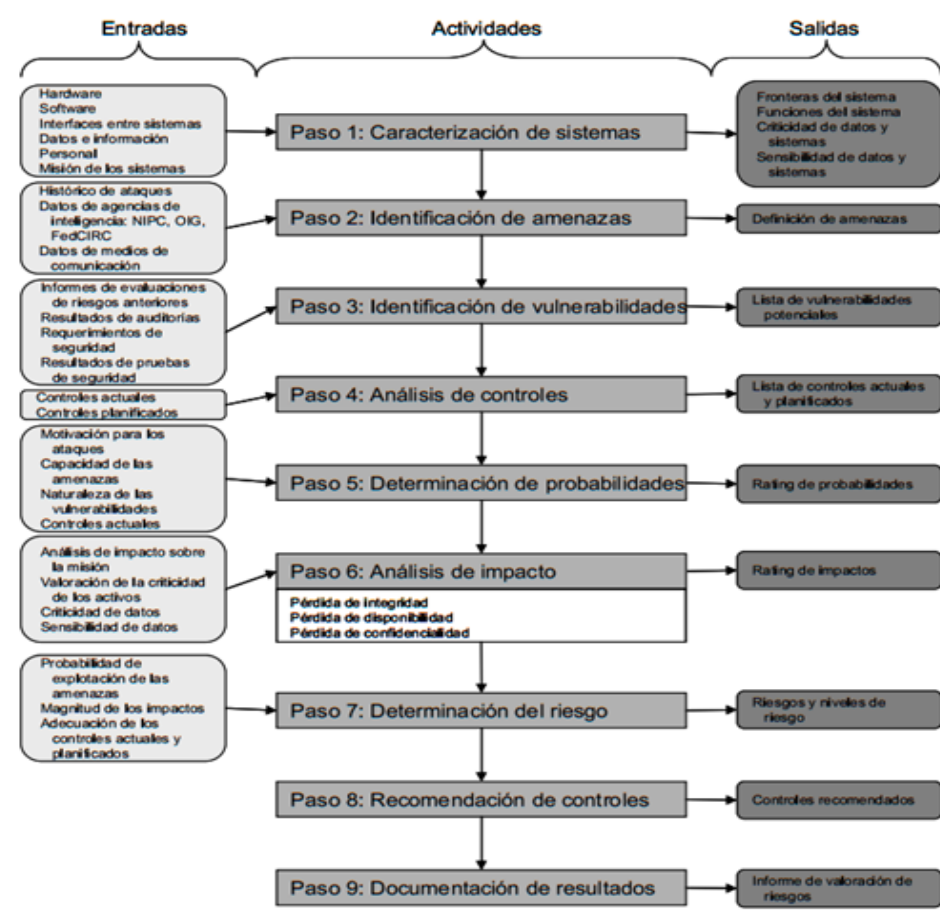 Entradas
Actividades
Salidas
Hardware
Software
Interfaces entre sistemas
Datos e información
Personal
Misión de los sistemas
Paso 1: Caracterización de sistemas
Fronteras del sistema
Funciones del sistema
Criticidad de datos y
sistemas
Sensibilidad de datos y
sistemas
Histórico de ataques
Datos de agencias de
inteligencia: NIPC, OIG,
FedCIRC
Datos de medios de
comunicación
Paso 2: Identificación de amenazas
Definición de amenazas
Informes de evaluaciones
de riesgos anteriores
Resultados de auditorías
Requerimientos de
seguridad
Resultados de pruebas
de seguridad
Paso 3: Identificación de vulnerabilidades
Lista de vulnerabilidades
potenciales
Controles actuales
Controles planificados
Paso 4: Análisis de controles
Lista de controles actuales
y planificados
Motivación para los
ataques
Capacidad de las
amenazas
Naturaleza de las
vulnerabilidades
Controles actuales
Paso 5: Determinación de probabilidades
Rating de probabilidades
Análisis de impacto sobre
la misión
Valoración de la criticidad
de los activos
Criticidad de datos
Sensibilidad de datos
Paso 6: Análisis de impacto
Pérdida de integridad
Pérdida de disponibilidad
Pérdida de confidencialidad
Rating de impactos
Probabilidad de
explotación de las
amenazas
Magnitud de los impactos
Adecuación de los
controles actuales y
planificados
Paso 7: Determinación del riesgo
Riesgos y niveles de
riesgo
Paso 8: Recomendación de controles
Controles recomendados
Paso 9: Documentación de resultados
Informe de valoración de
riesgos